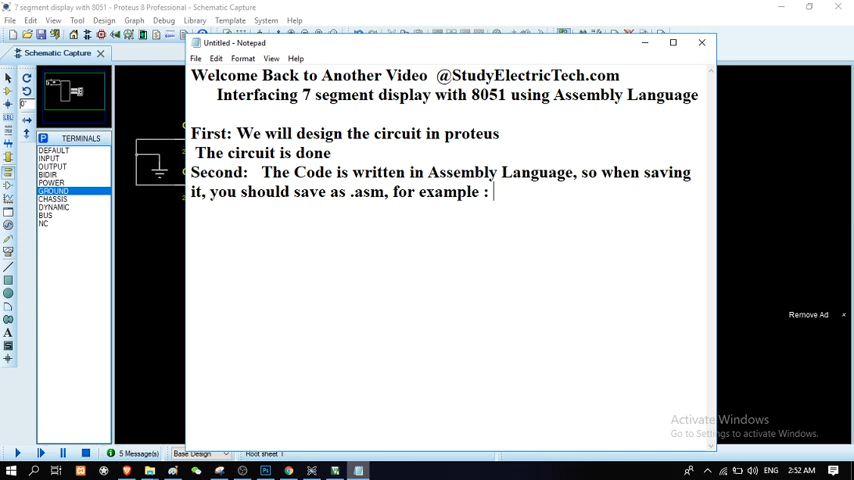 7 segment display with 8051 - Proteus 8 Professional - Schematic Capture
File Edit View Tool Design Graph Debug Library Template System Help
Schematic Capture
Untitled - Notepad
File Edit Format View Help
Welcome Back to Another Video @StudyElectricTech.com
Interfacing 7 segment display with 8051 using Assembly Language
First: We will design the circuit in proteus
The circuit is done
Second: The Code is written in Assembly Language, so when saving
it, you should save as .asm, for example :
0°
P TERMINALS
DEFAULT
INPUT
OUTPUT
BIDIR
POWER
GROUND
CHASSIS
DYNAMIC
BUS
NC
Remove Ad
Activate Windows
Go to Settings to activate Windows.
5 Message(s)
Base Design
Root sheet 1
ENG
2:52 AM